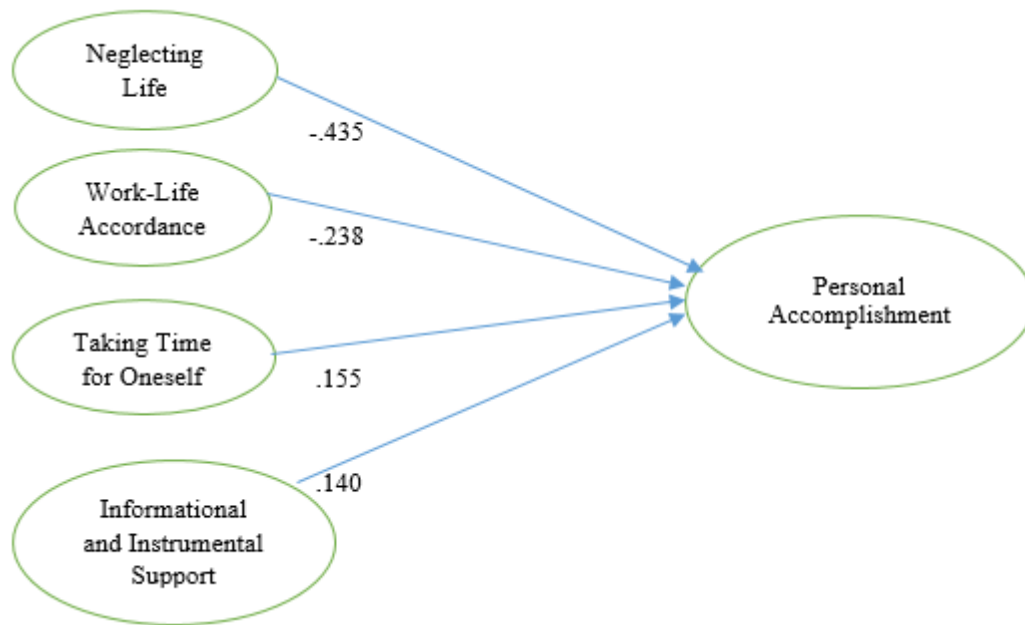 Neglecting
Life
-.435
Work-Life
Accordance
-.238
Personal
Accomplishment
Taking Time
for Oneself
.155
.140
Informational
and Instrumental
Support